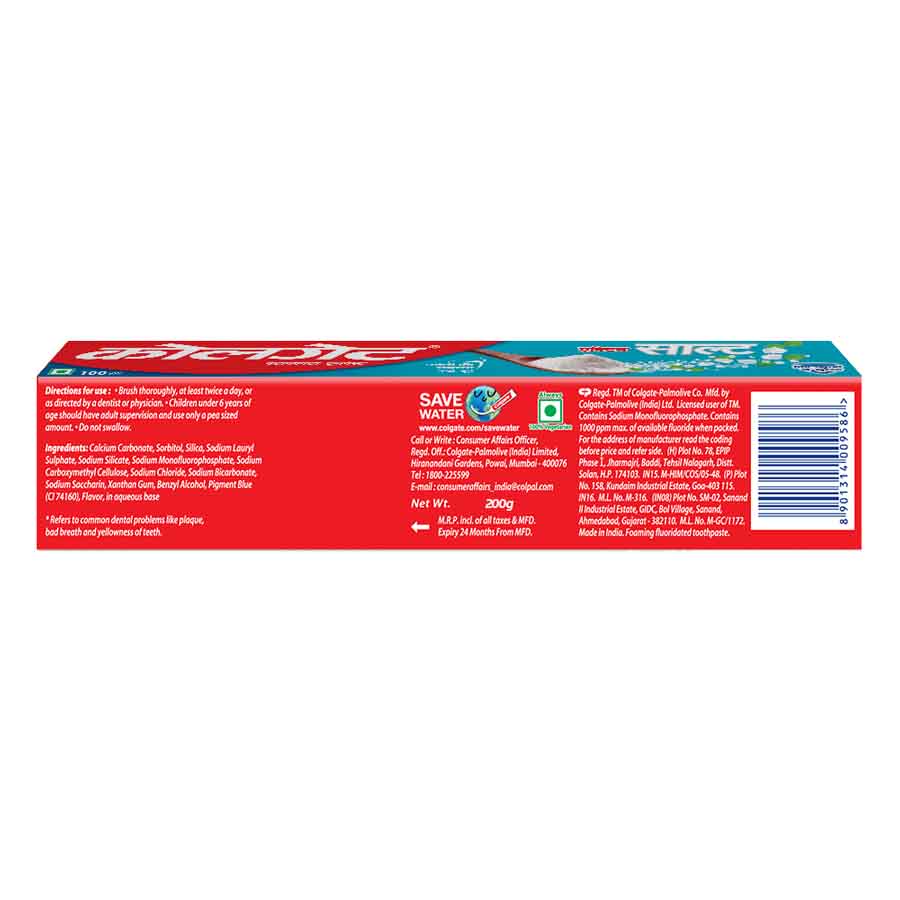 कोलगेट®
साल्ट
100
Directions for use : • Brush thoroughly, at least twice a day, or
as directed by a dentist or physician. • Children under 6 years of
age should have adult supervision and use only a pea sized
amount. • Do not swallow.
Ingredients: Calcium Carbonate, Sorbitol, Silica, Sodium Lauryl
Sulphate, Sodium Silicate, Sodium Monofluorophosphate, Sodium
Carboxymethyl Cellulose, Sodium Chloride, Sodium Bicarbonate,
Sodium Saccharin, Xanthan Gum, Benzyl Alcohol, Pigment Blue
(CI 74160), Flavor, in aqueous base
* Refers to common dental problems like plaque,
bad breath and yellowness of teeth.
SAVE
WATER
www.colgate.com/savewater
Always
100% Vegetarian
Call or Write : Consumer Affairs Officer,
Regd. Off.: Colgate-Palmolive (India) Limited,
Hiranandani Gardens, Powai, Mumbai - 400076
Tel : 1800-225599
E-mail : consumeraffairs_india@colpal.com
Net Wt. 200g
M.R.P. incl. of all taxes & MFD.
Expiry 24 Months From MFD.
Regd. TM of Colgate-Palmolive Co. Mfd. by
Colgate-Palmolive (India) Ltd. Licensed user of TM.
Contains Sodium Monofluorophosphate. Contains
1000 ppm max. of available fluoride when packed.
For the address of manufacturer read the coding
before price and refer side. (H) Plot No. 78, EPIP
Phase I, Jharmajri, Baddi, Tehsil Nalagarh, Distt.
Solan, H.P. 174103. IN15. M-HIM/COS/05-48. (P) Plot
No. 158, Kundaim Industrial Estate, Goa-403 115.
IN16. M.L. No. M-316. (IN08) Plot No. SM-02, Sanand
II Industrial Estate, GIDC, Bol Village, Sanand,
Ahmedabad, Gujarat - 382110. M.L. No. M-GC/1172.
Made in India. Foaming fluoridated toothpaste.
8 901314 009586 >